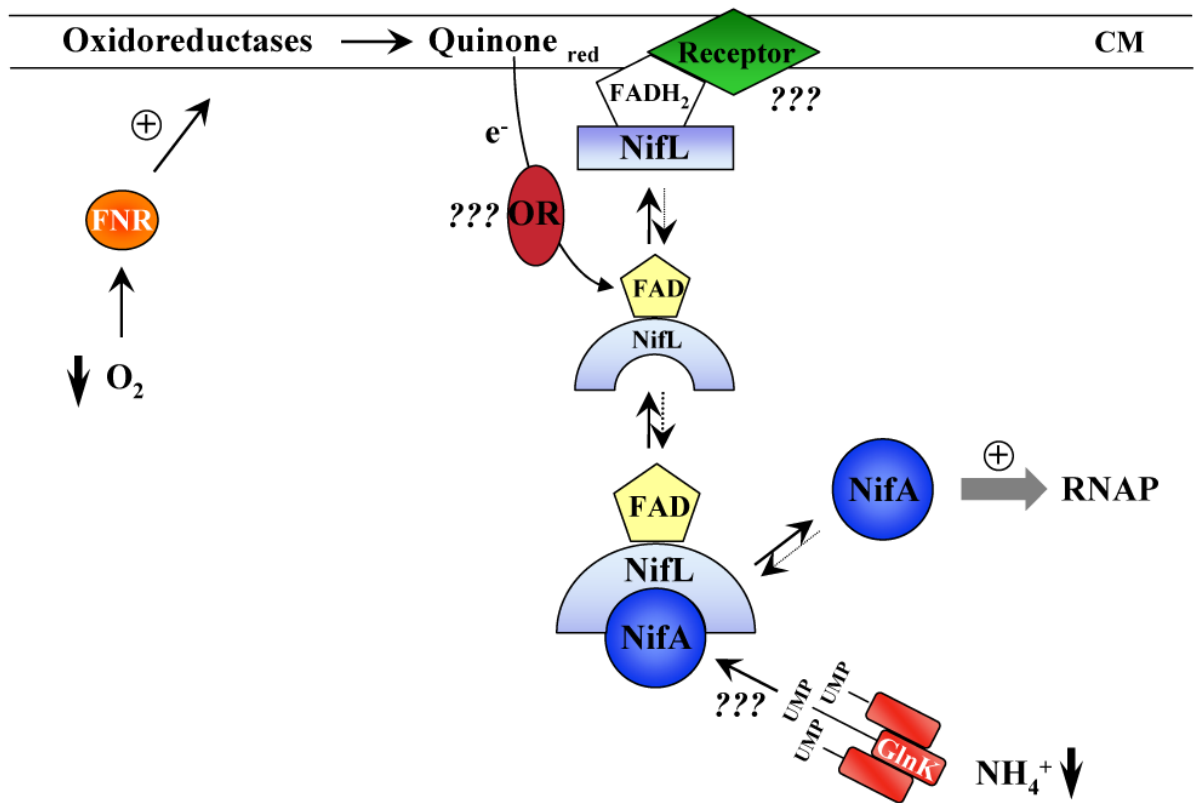 Oxidoreductases → Quinone red
Receptor
CM
FADH₂
???
NifL
e⁻
⊕
FNR
??? OR
FAD
NifL
O₂
FAD
NifL
NifA
NifA
⊕
RNAP
???
UMP
UMP
UMP
GlnK
NH₄⁺